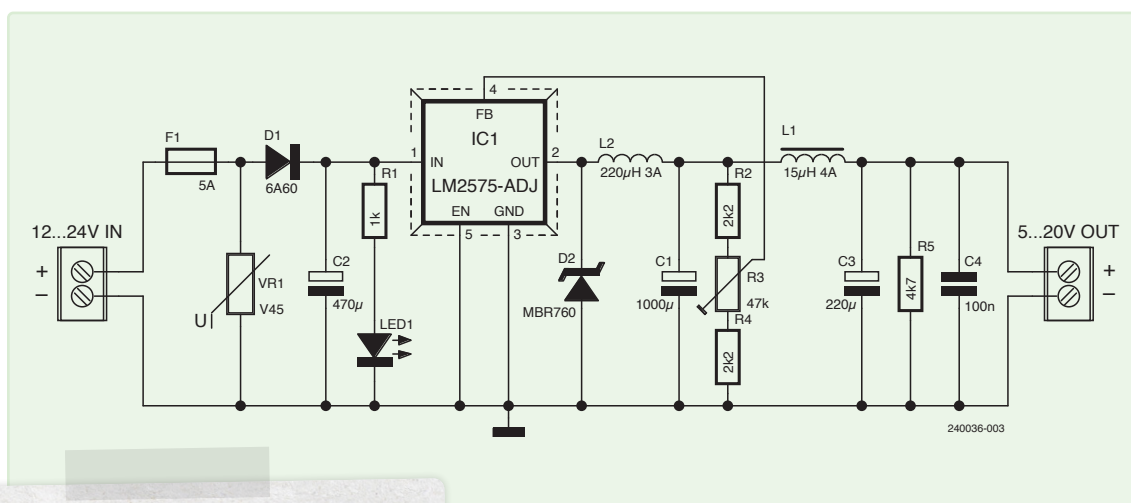 4
FB
IC1
1
IN
OUT
2
LM2575-ADJ
EN
GND
5
3
F1
5A
D1
6A60
R1
1k
L2
220µH 3A
L1
15µH 4A
R2
2k2
12...24V IN
+
–
VR1
V45
U
C2
470µ
LED1
D2
MBR760
C1
1000µ
R3
47k
R4
2k2
C3
220µ
R5
4k7
C4
100n
5...20V OUT
+
–
240036-003